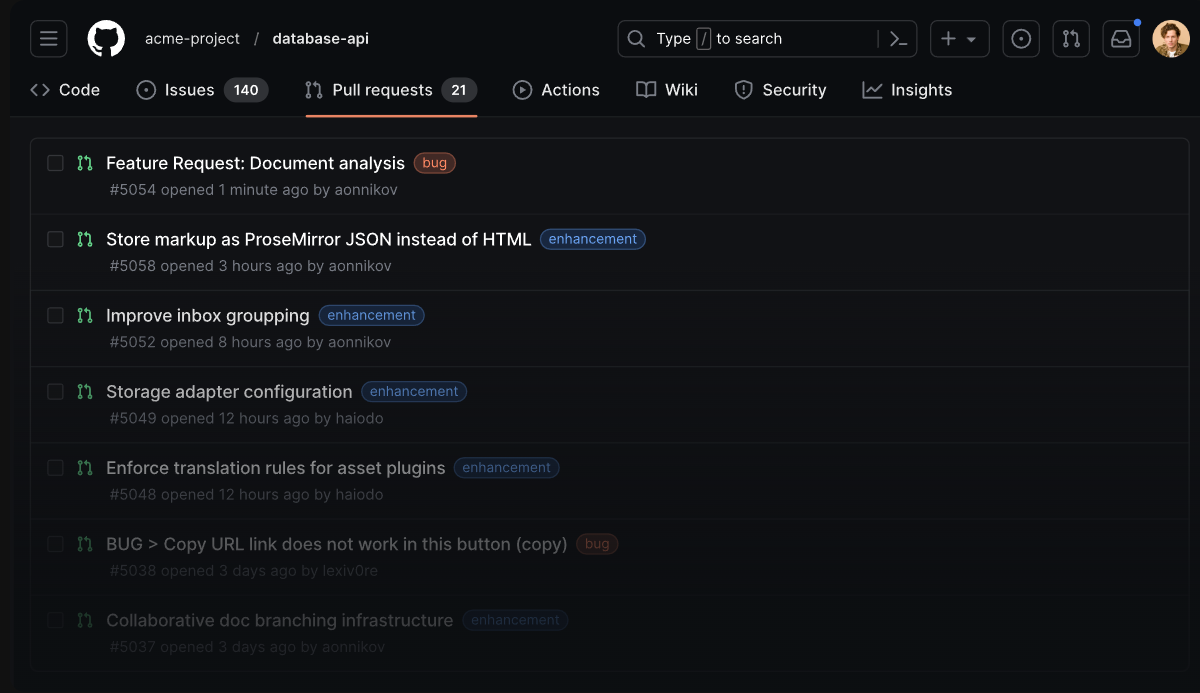 acme-project / database-api
Type / to search
Code Issues 140 Pull requests 21 Actions Wiki Security Insights
Feature Request: Document analysis bug
#5054 opened 1 minute ago by aonnikov
Store markup as ProseMirror JSON instead of HTML enhancement
#5058 opened 3 hours ago by aonnikov
Improve inbox groupping enhancement
#5052 opened 8 hours ago by aonnikov
Storage adapter configuration enhancement
#5049 opened 12 hours ago by haiodo
Enforce translation rules for asset plugins enhancement
#5048 opened 12 hours ago by haiodo
BUG > Copy URL link does not work in this button (copy) bug
#5038 opened 3 days ago by lexiv0re
Collaborative doc branching infrastructure enhancement
#5037 opened 3 days ago by aonnikov